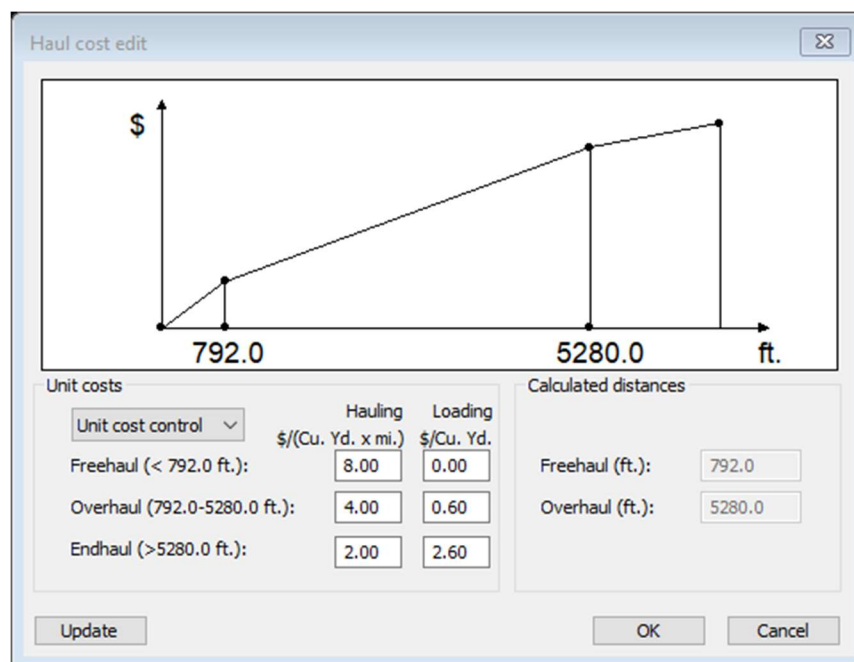 Haul cost edit
$
792.0 5280.0 ft.
Unit costs
Unit cost control
Hauling Loading
$/(Cu. Yd. x mi.) $/Cu. Yd.
Freehaul (< 792.0 ft.): 8.00 0.00
Overhaul (792.0-5280.0 ft.): 4.00 0.60
Endhaul (>5280.0 ft.): 2.00 2.60
Calculated distances
Freehaul (ft.): 792.0
Overhaul (ft.): 5280.0
Update OK Cancel